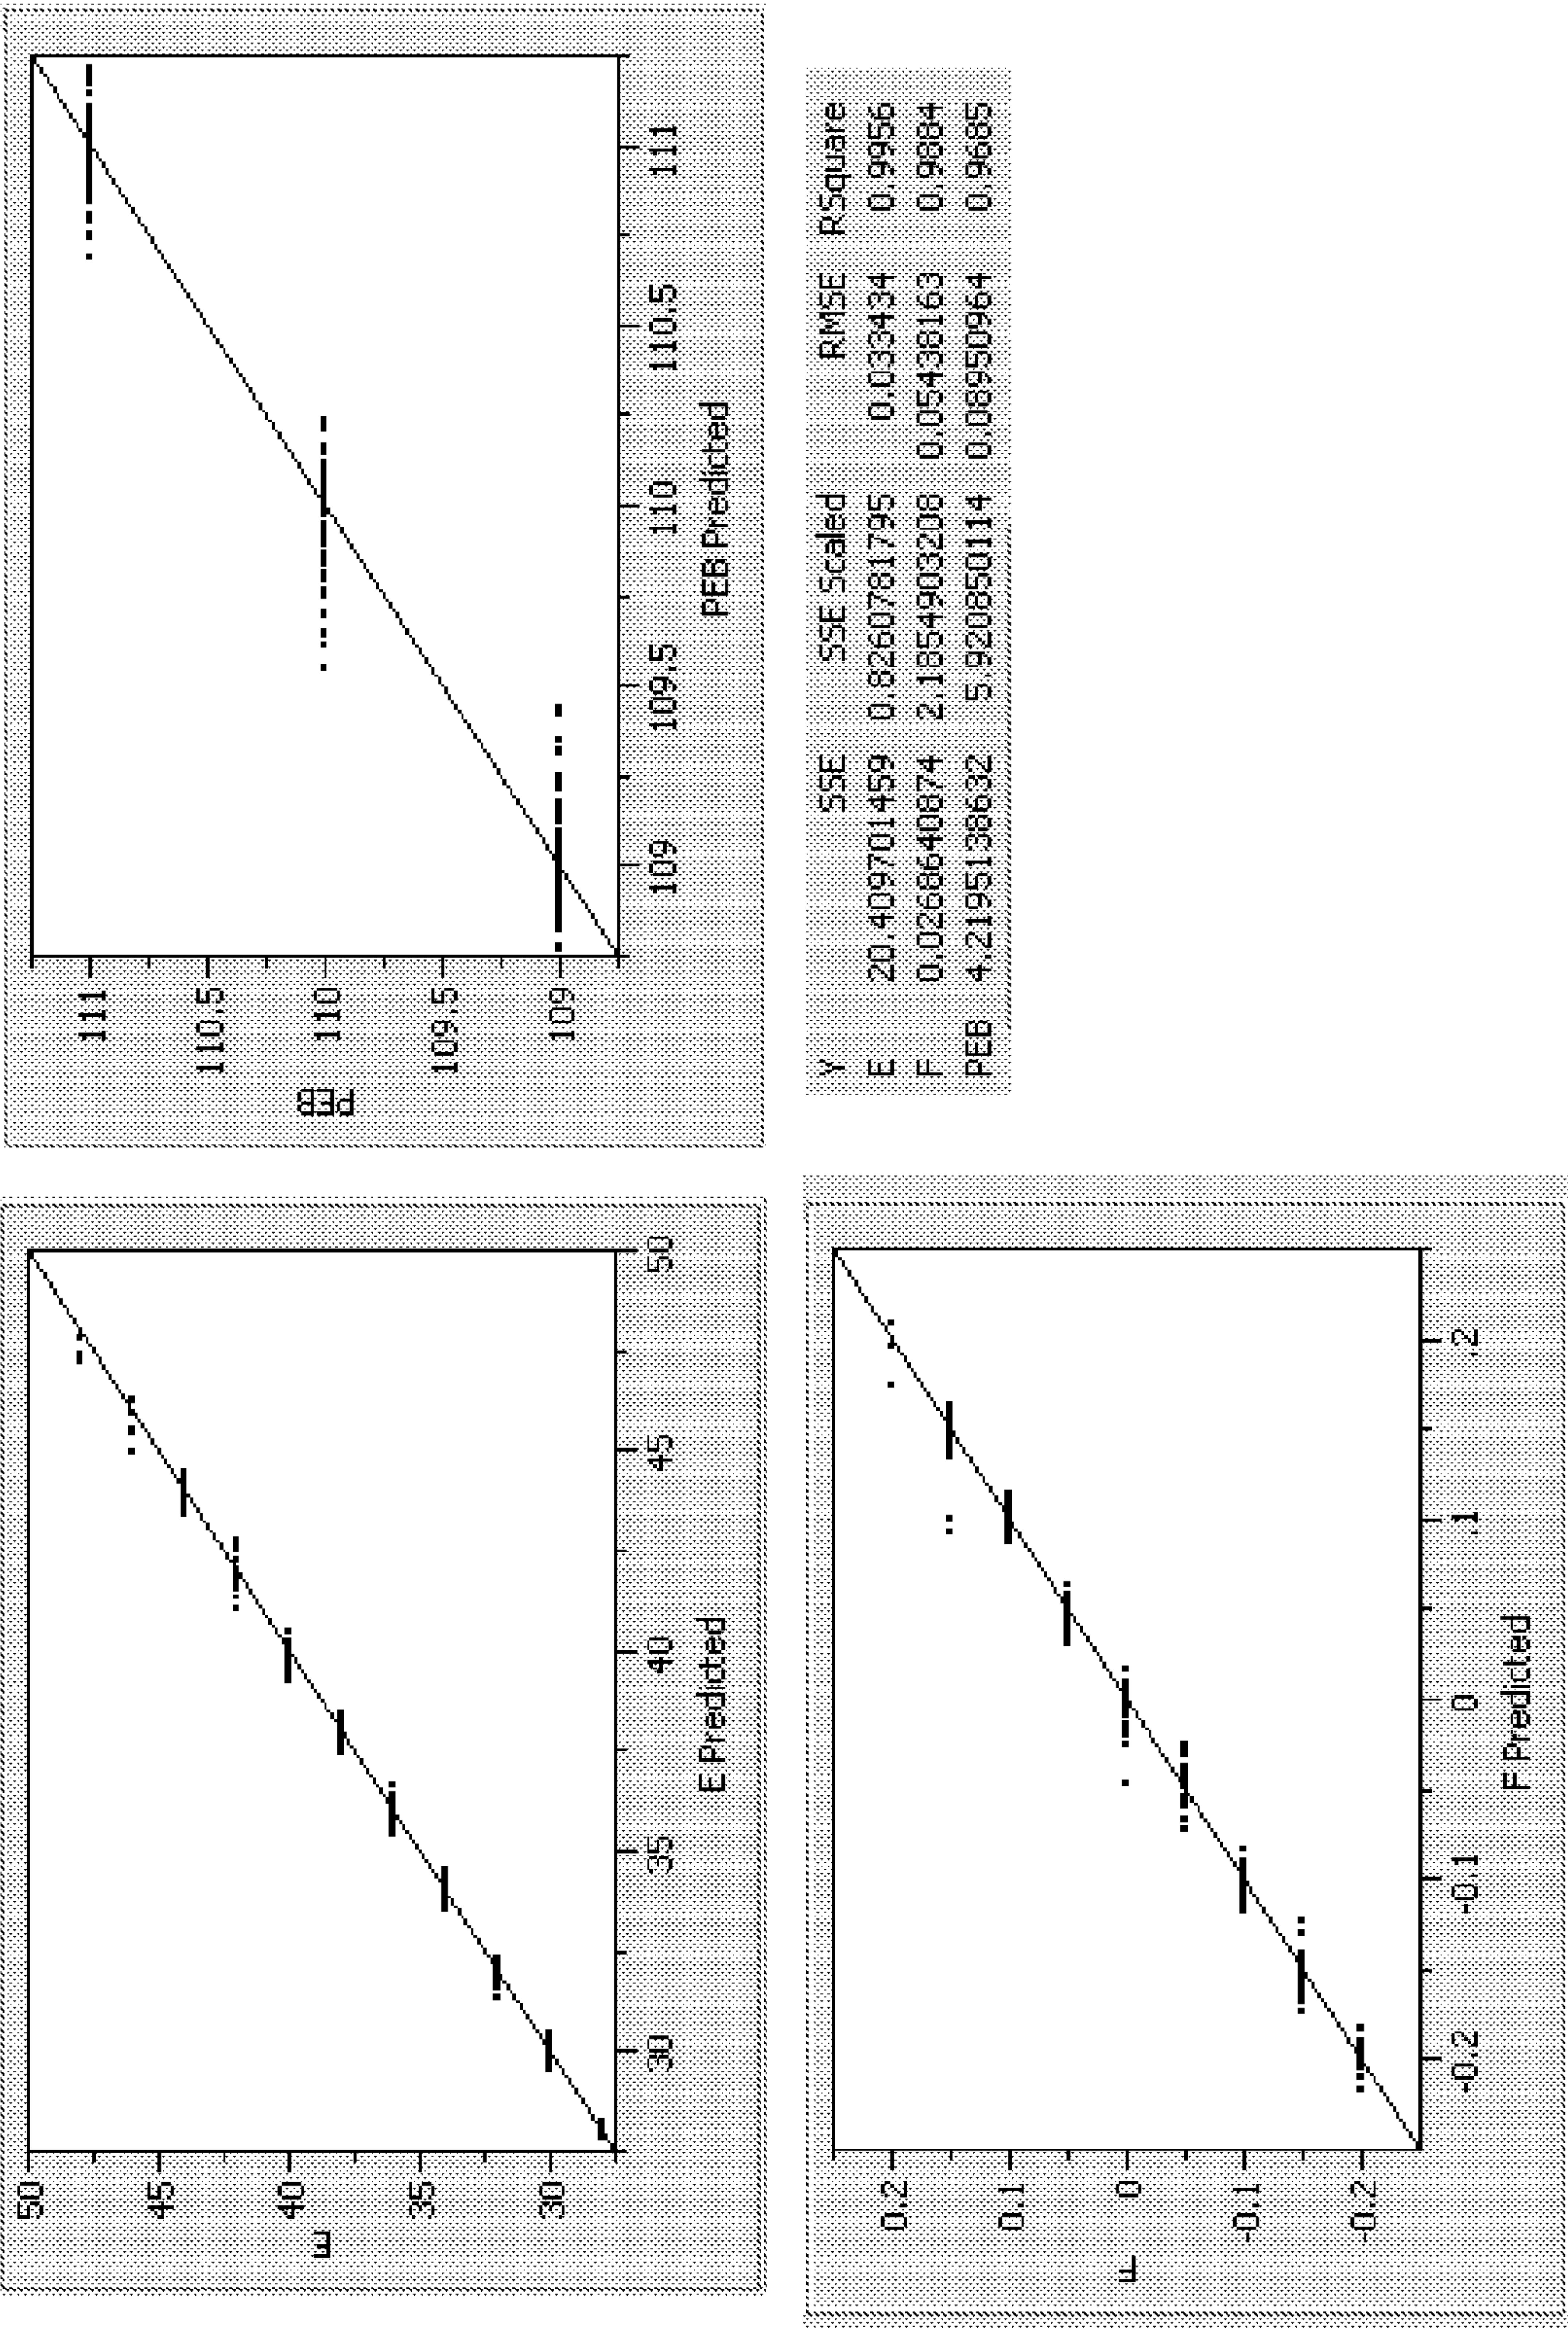 50
45
40
35
30
E
30 35 40 45 50
E Predicted
111
110.5
110
109.5
109
PEB
109 109.5 110 110.5 111
PEB Predicted
0.2
0.1
0
-0.1
-0.2
F
-0.2 -0.1 0 .1 .2
F Predicted
Y SSE SSE Scaled RMSE RSquare
E 20.409701459 0.8260781795 0.033434 0.9956
F 0.0268640874 2.1854903208 0.05438163 0.9884
PEB 4.2195138632 5.920850114 0.08950964 0.9685